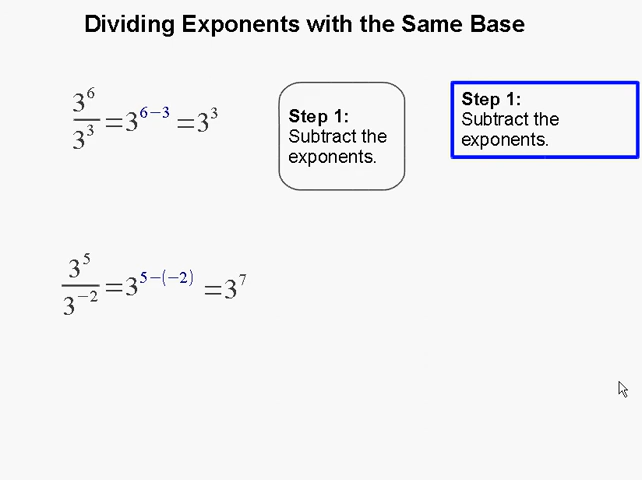 Dividing Exponents with the Same Base
3^6/3^3 = 3^(6−3) = 3^3
Step 1:
Subtract the
exponents.
Step 1:
Subtract the
exponents.
3^5/3^−2 = 3^(5−(−2)) = 3^7